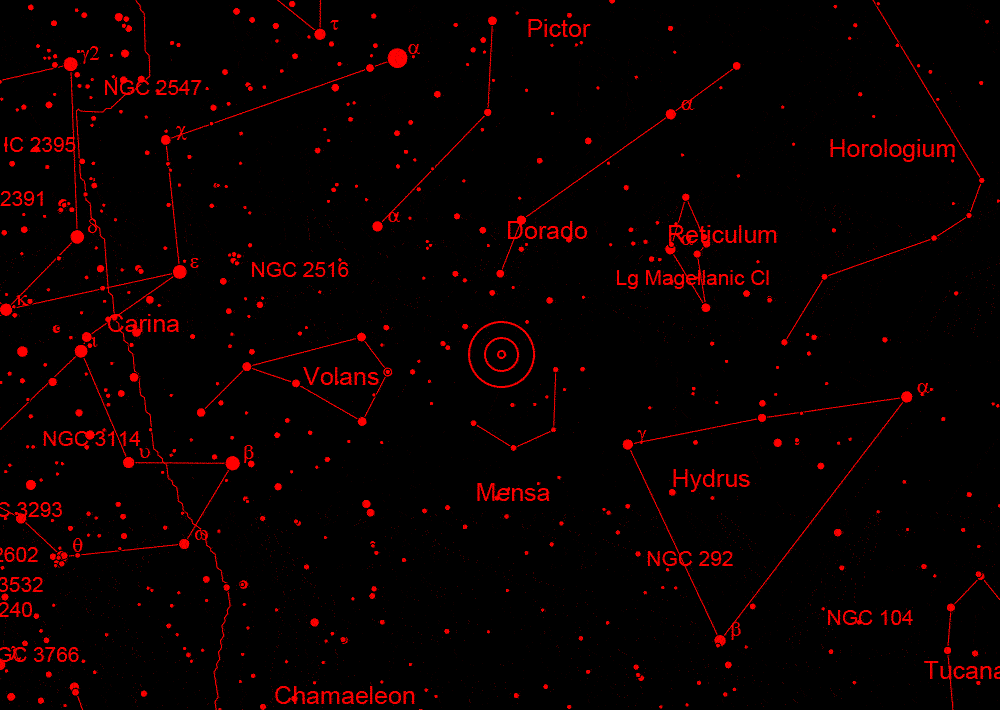 τ
Pictor
α
γ2
NGC 2547
α
χ
IC 2395
Horologium
2391
α
δ
Dorado
Reticulum
α
ε
NGC 2516
Lg Magellanic Cl
κ
Carina
ι
Volans
α
NGC 3114
γ
υ
β
Hydrus
Mensa
S 3293
ω
θ
2602
NGC 292
3532
240
NGC 104
β
GC 3766
Tucana
Chamaeleon